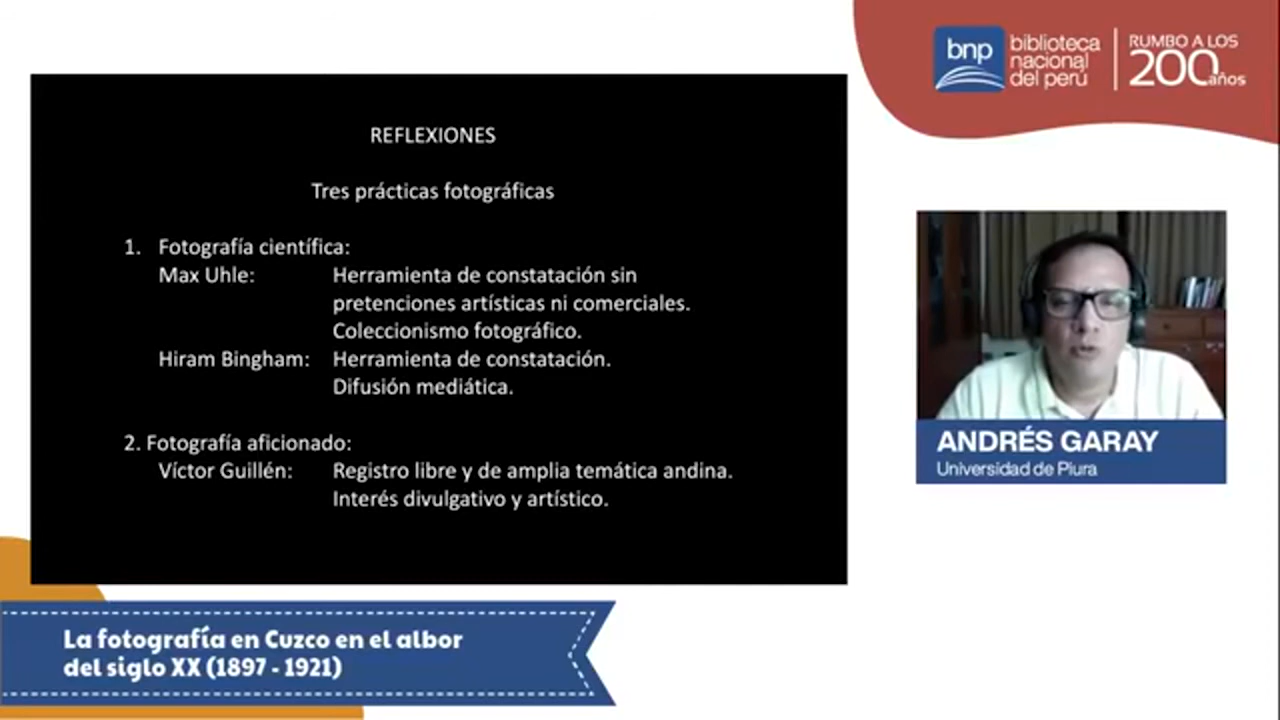 bnp
biblioteca
nacional
del perú
RUMBO A LOS
200 años
REFLEXIONES
Tres prácticas fotográficas
1. Fotografía científica:
Max Uhle: Herramienta de constatación sin
pretenciones artísticas ni comerciales.
Coleccionismo fotográfico.
Hiram Bingham: Herramienta de constatación.
Difusión mediática.
2. Fotografía aficionado:
Víctor Guillén: Registro libre y de amplia temática andina.
Interés divulgativo y artístico.
ANDRÉS GARAY
Universidad de Piura
La fotografía en Cuzco en el albor
del siglo XX (1897 - 1921)